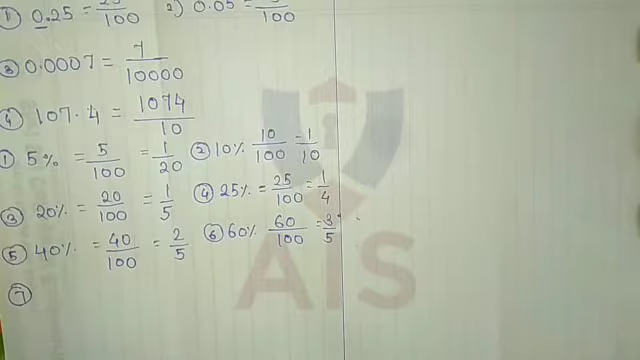 ① 0.25 = 25/100 2) 0.05 = 5/100
③ 0.0007 = 7/10000
④ 107.4 = 1074/10
① 5% = 5/100 = 1/20 ② 10% 10/100 = 1/10
③ 20% = 20/100 = 1/5 ④ 25% = 25/100 = 1/4
⑤ 40% = 40/100 = 2/5 ⑥ 60% 60/100 = 3/5
⑦
AIS